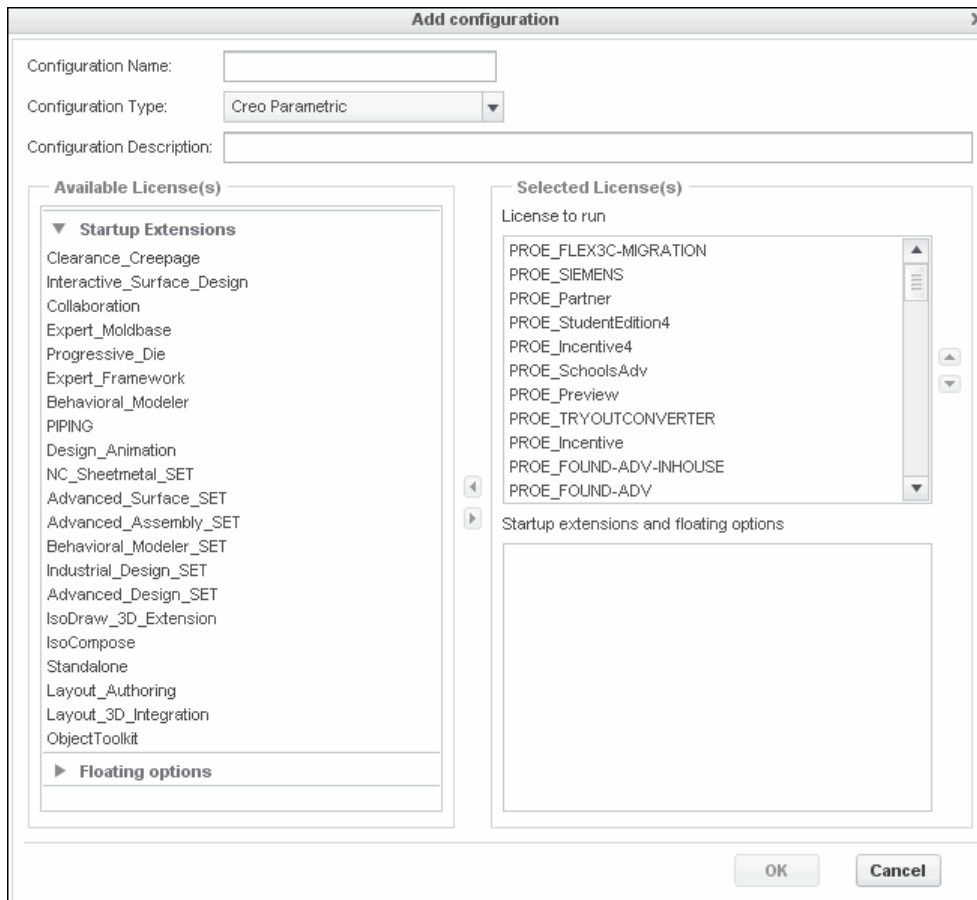 Add configuration
Configuration Name:
Configuration Type:
Creo Parametric
Configuration Description:
Available License(s)
Startup Extensions
Clearance_Creepage
Interactive_Surface_Design
Collaboration
Expert_Moldbase
Progressive_Die
Expert_Framework
Behavioral_Modeler
PIPING
Design_Animation
NC_Sheetmetal_SET
Advanced_Surface_SET
Advanced_Assembly_SET
Behavioral_Modeler_SET
Industrial_Design_SET
Advanced_Design_SET
IsoDraw_3D_Extension
IsoCompose
Standalone
Layout_Authoring
Layout_3D_Integration
ObjectToolkit
Floating options
Selected License(s)
License to run
PROE_FLEX3C-MIGRATION
PROE_SIEMENS
PROE_Partner
PROE_StudentEdition4
PROE_Incentive4
PROE_SchoolsAdv
PROE_Preview
PROE_TRYOUTCONVERTER
PROE_Incentive
PROE_FOUND-ADV-INHOUSE
PROE_FOUND-ADV
Startup extensions and floating options
OK
Cancel